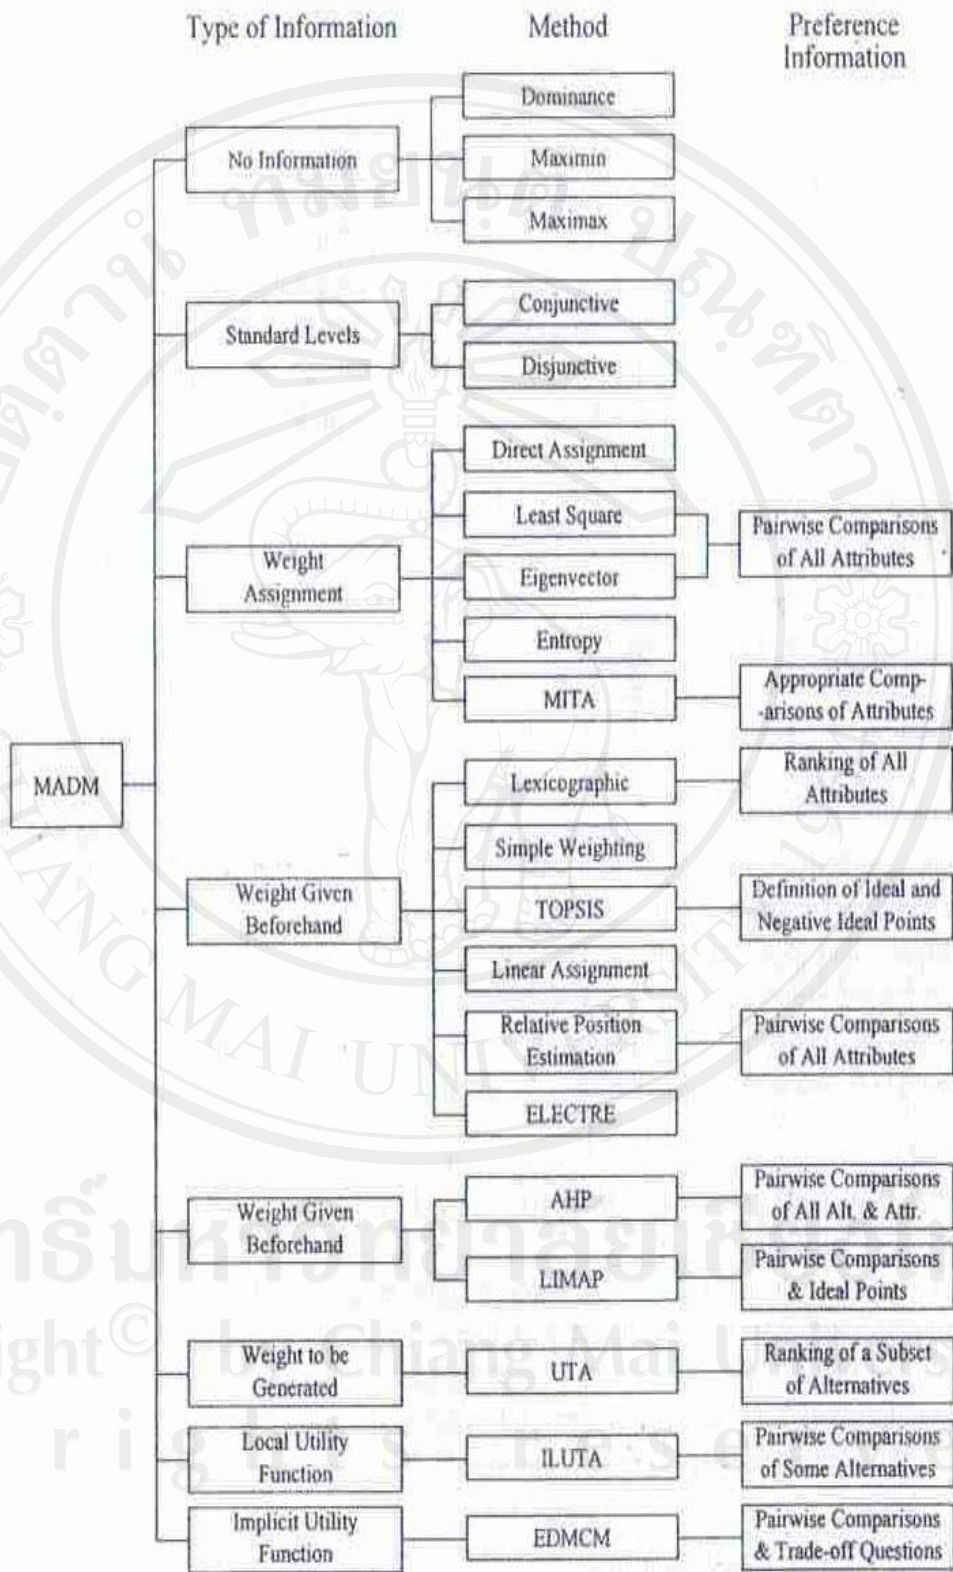 Type of Information Method Preference
Information
Dominance
No Information Maximin
Maximax
Conjunctive
Standard Levels
Disjunctive
Direct Assignment
Least Square
Pairwise Comparisons
of All Attributes
Weight
Assignment
Eigenvector
Entropy
MITA
Appropriate Comp-
-arisons of Attributes
MADM
Lexicographic
Ranking of All
Attributes
Simple Weighting
Weight Given
Beforehand
TOPSIS
Definition of Ideal and
Negative Ideal Points
Linear Assignment
Relative Position
Estimation
Pairwise Comparisons
of All Attributes
ELECTRE
Weight Given
Beforehand
AHP
Pairwise Comparisons
of All Alt. & Attr.
LIMAP
Pairwise Comparisons
& Ideal Points
Weight to be
Generated
UTA
Ranking of a Subset
of Alternatives
Local Utility
Function
ILUTA
Pairwise Comparisons
of Some Alternatives
Implicit Utility
Function
EDMCM
Pairwise Comparisons
& Trade-off Questions
MAI UNIVERSITY
© by Chiang Mai